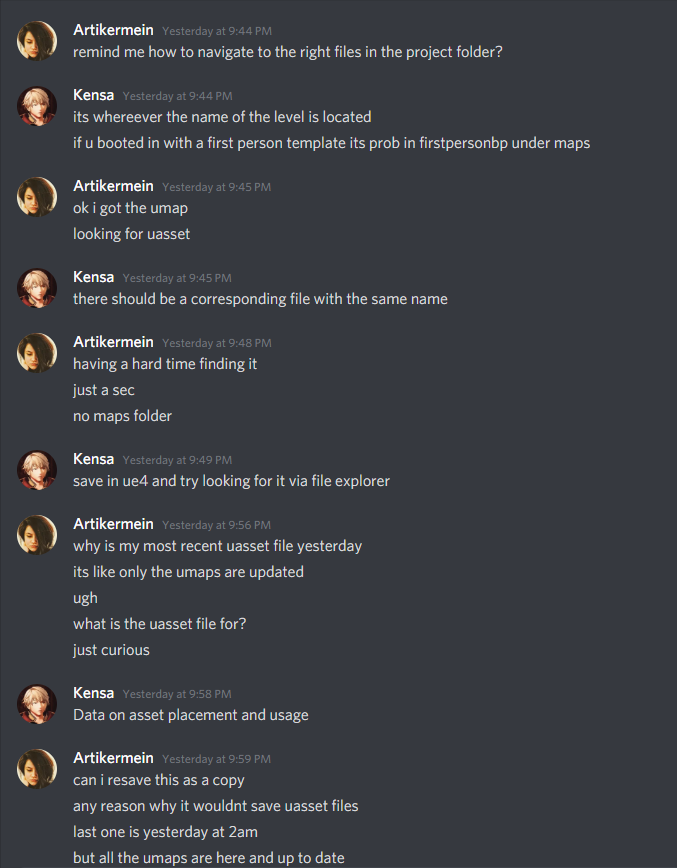 Artikermein Yesterday at 9:44 PM
remind me how to navigate to the right files in the project folder?
Kensa Yesterday at 9:44 PM
its whereever the name of the level is located
if u booted in with a first person template its prob in firstpersonbp under maps
Artikermein Yesterday at 9:45 PM
ok i got the umap
looking for uasset
Kensa Yesterday at 9:45 PM
there should be a corresponding file with the same name
Artikermein Yesterday at 9:48 PM
having a hard time finding it
just a sec
no maps folder
Kensa Yesterday at 9:49 PM
save in ue4 and try looking for it via file explorer
Artikermein Yesterday at 9:56 PM
why is my most recent uasset file yesterday
its like only the umaps are updated
ugh
what is the uasset file for?
just curious
Kensa Yesterday at 9:58 PM
Data on asset placement and usage
Artikermein Yesterday at 9:59 PM
can i resave this as a copy
any reason why it wouldnt save uasset files
last one is yesterday at 2am
but all the umaps are here and up to date